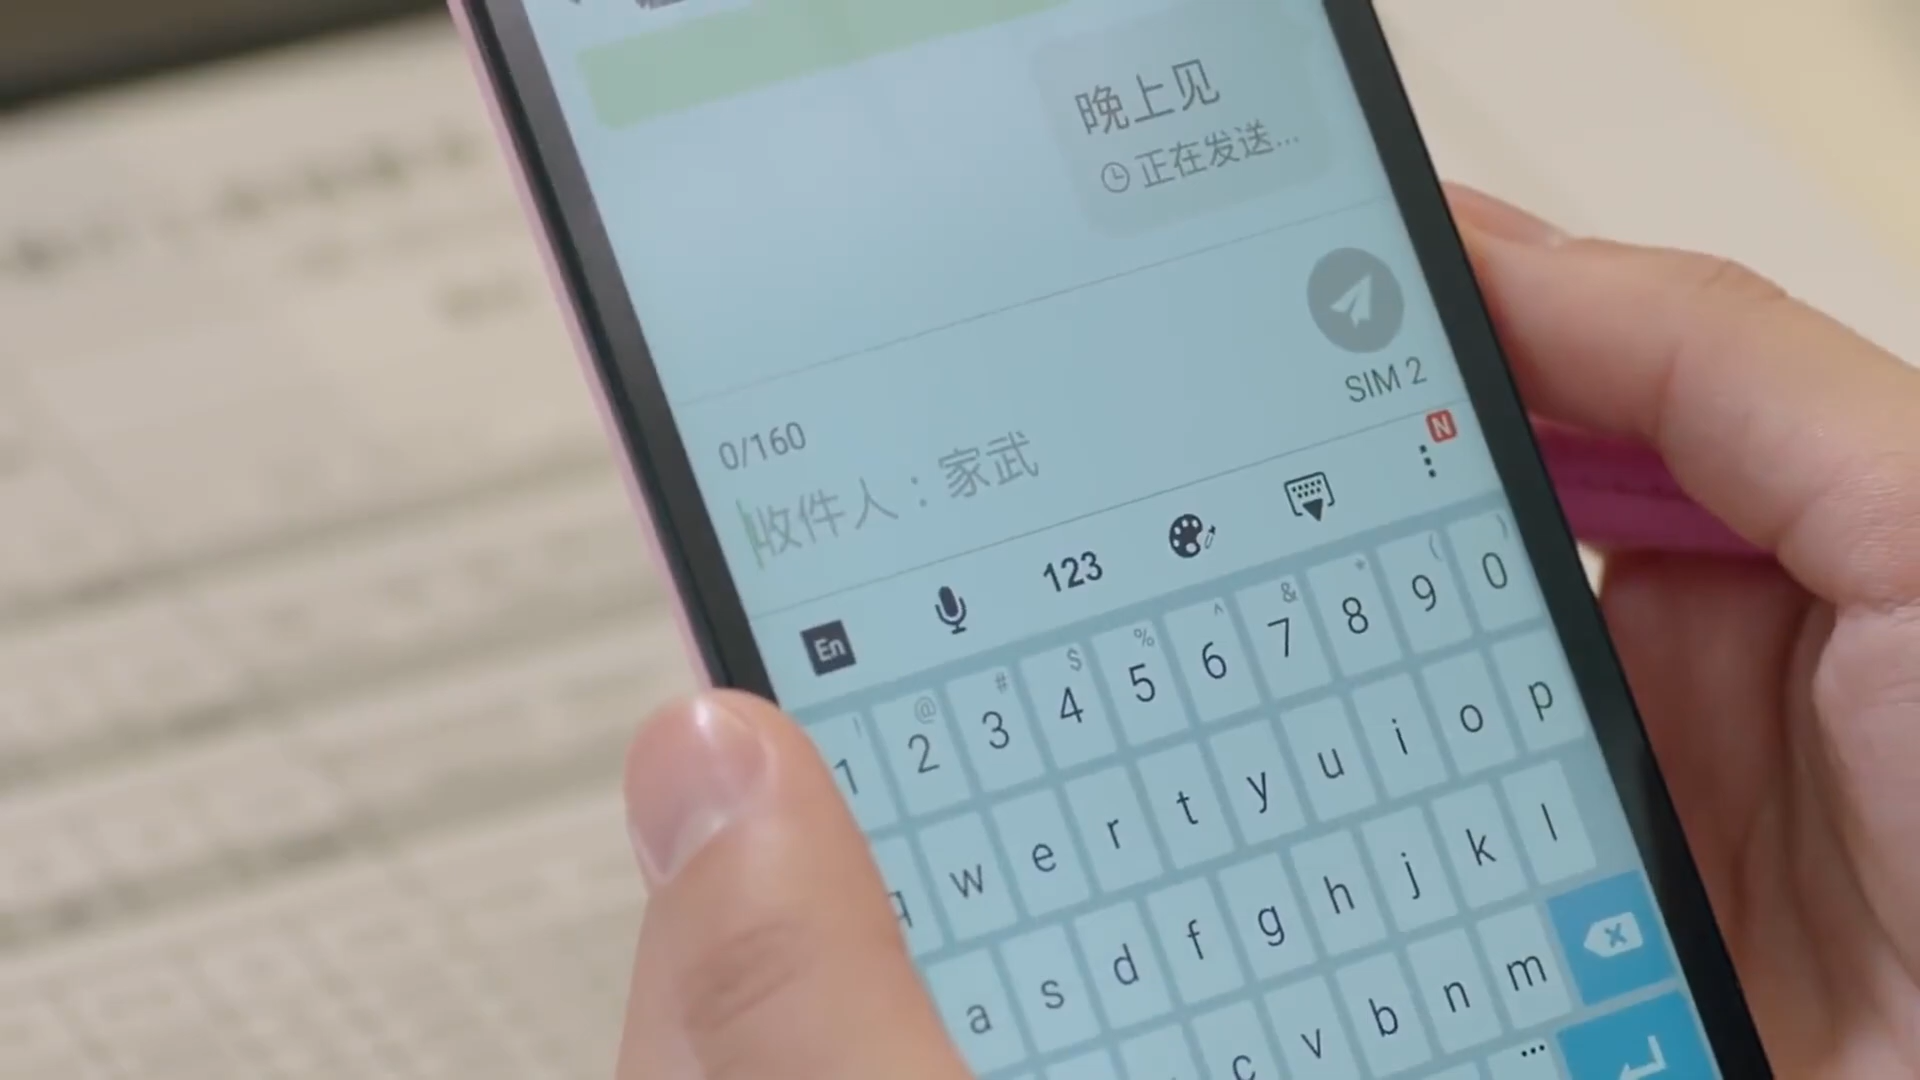 晚上见
正在发送...
SIM 2
0/160
收件人：家武
N
En
123
! @ # $ % ^ & * ( )
1 2 3 4 5 6 7 8 9 0
q w e r t y u i o p
a s d f g h j k l
c v b n m
...